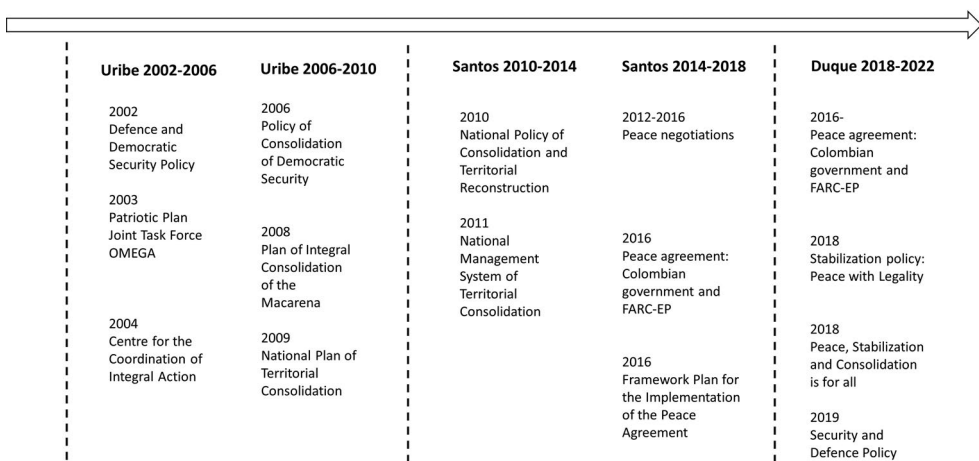 Uribe 2002-2006
2002
Defence and
Democratic
Security Policy
2003
Patriotic Plan
Joint Task Force
OMEGA
2004
Centre for the
Coordination of
Integral Action
Uribe 2006-2010
2006
Policy of
Consolidation
of Democratic
Security
2008
Plan of Integral
Consolidation
of the
Macarena
2009
National Plan of
Territorial
Consolidation
Santos 2010-2014
2010
National Policy of
Consolidation and
Territorial
Reconstruction
2011
National
Management
System of
Territorial
Consolidation
Santos 2014-2018
2012-2016
Peace negotiations
2016
Peace agreement:
Colombian
government and
FARC-EP
2016
Framework Plan for
the Implementation
of the Peace
Agreement
Duque 2018-2022
2016-
Peace agreement:
Colombian
government and
FARC-EP
2018
Stabilization policy:
Peace with Legality
2018
Peace, Stabilization
and Consolidation
is for all
2019
Security and
Defence Policy